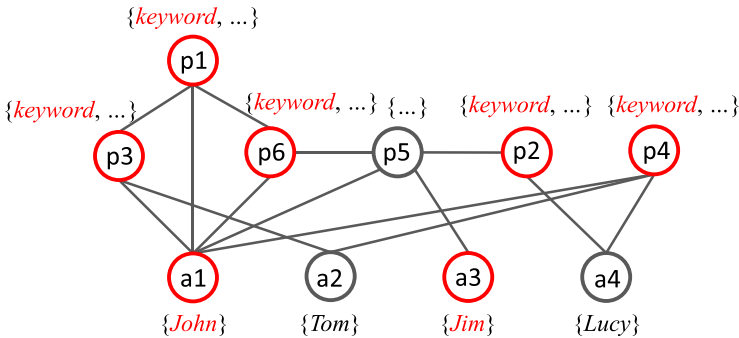 {keyword, ...}
p1
{keyword, ...}
{keyword, ...}
{...}
{keyword, ...}
{keyword, ...}
p3
p6
p5
p2
p4
a1
a2
a3
a4
{John}
{Tom}
{Jim}
{Lucy}